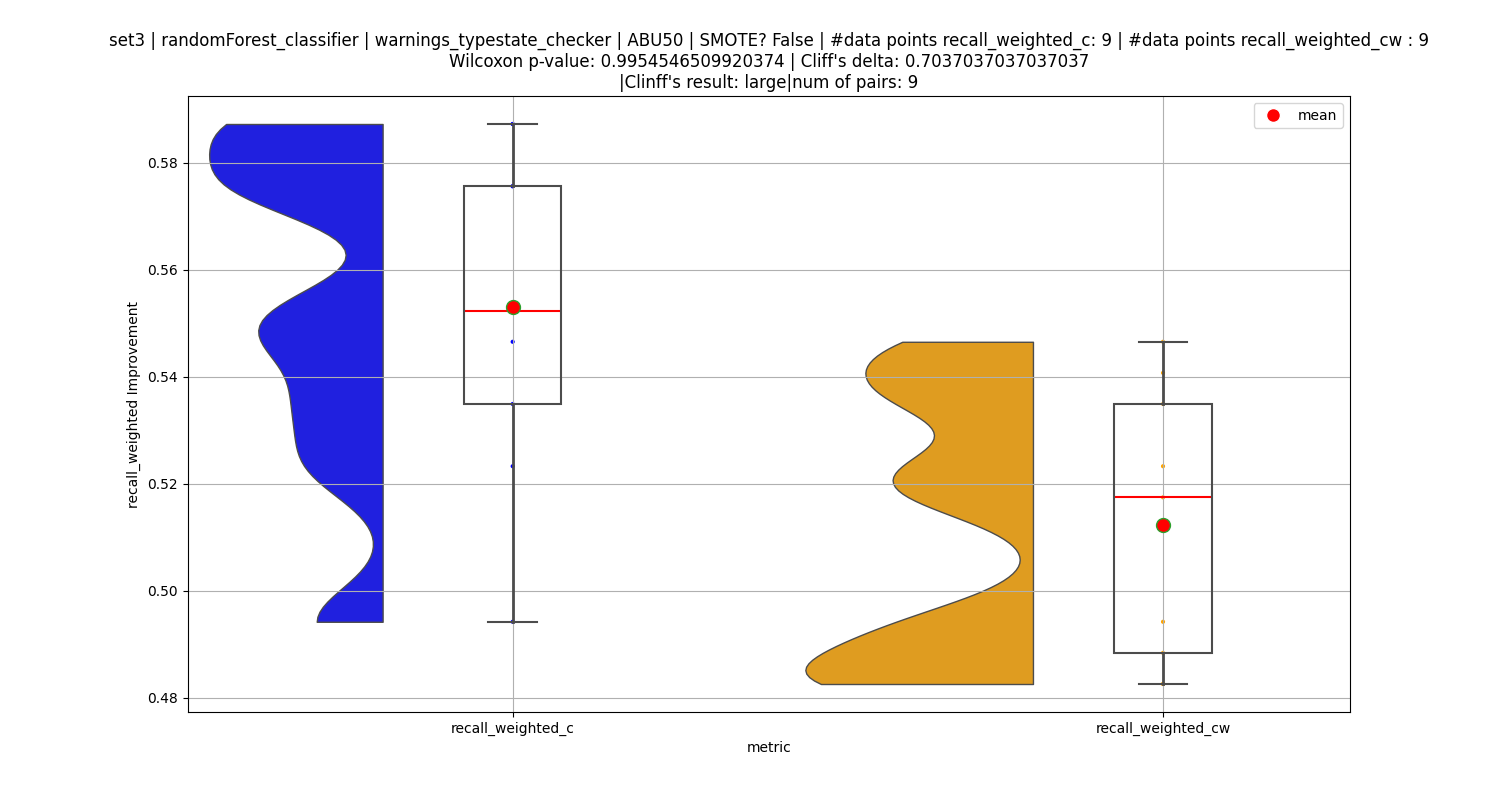 set3 | randomForest_classifier | warnings_typestate_checker | ABU50 | SMOTE? False | #data points recall_weighted_c: 9 | #data points recall_weighted_cw : 9
Wilcoxon p-value: 0.9954546509920374 | Cliff's delta: 0.7037037037037037
|Clinff's result: large|num of pairs: 9
mean
0.58
0.56
0.54
0.52
0.50
0.48
recall_weighted Improvement
recall_weighted_c
recall_weighted_cw
metric